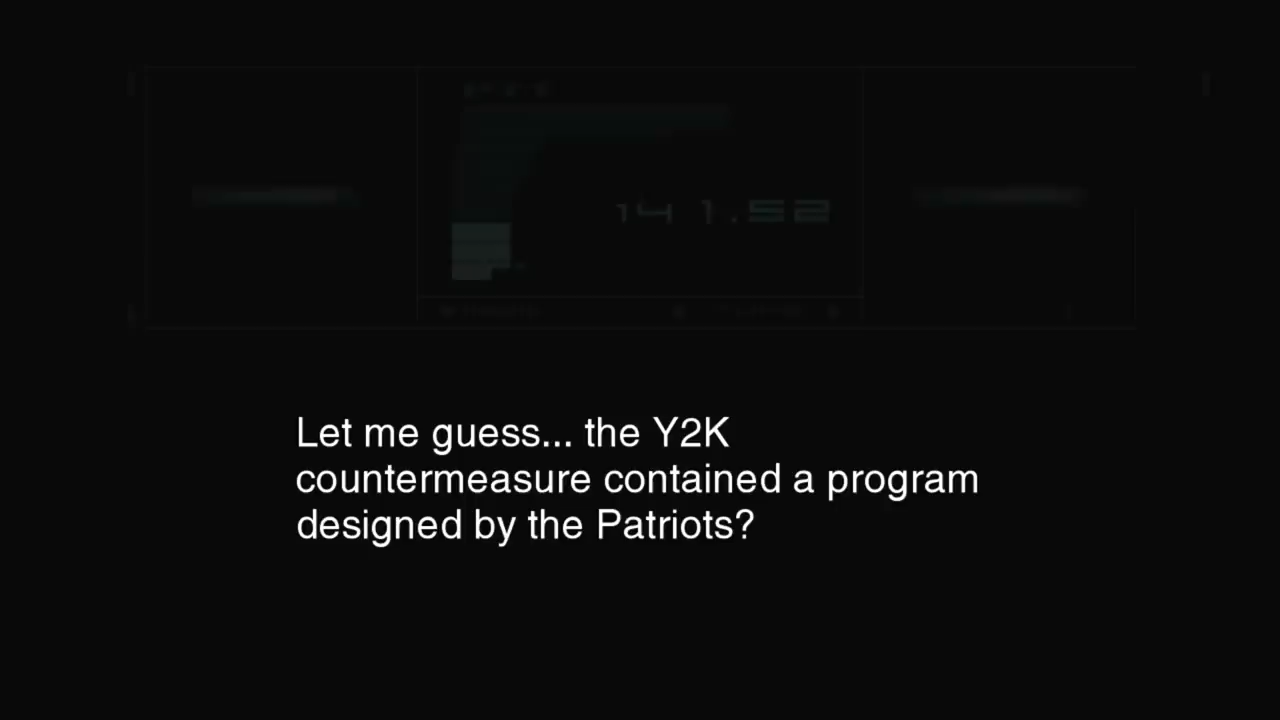 141.52
Let me guess... the Y2K
countermeasure contained a program
designed by the Patriots?